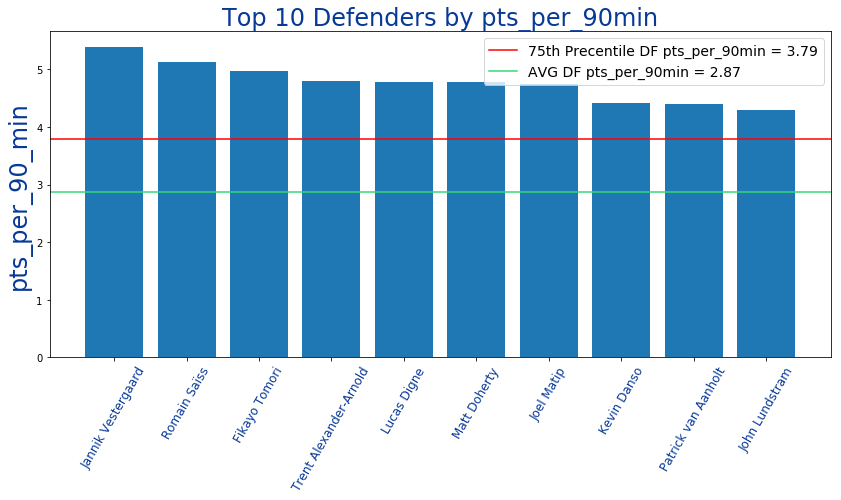 Top 10 Defenders by pts_per_90min
75th Precentile DF pts_per_90min = 3.79
AVG DF pts_per_90min = 2.87
pts_per_90_min
5
4
3
2
1
0
Jannik Vestergaard
Romain Saïss
Fikayo Tomori
Trent Alexander-Arnold
Lucas Digne
Matt Doherty
Joel Matip
Kevin Danso
Patrick van Aanholt
John Lundstram